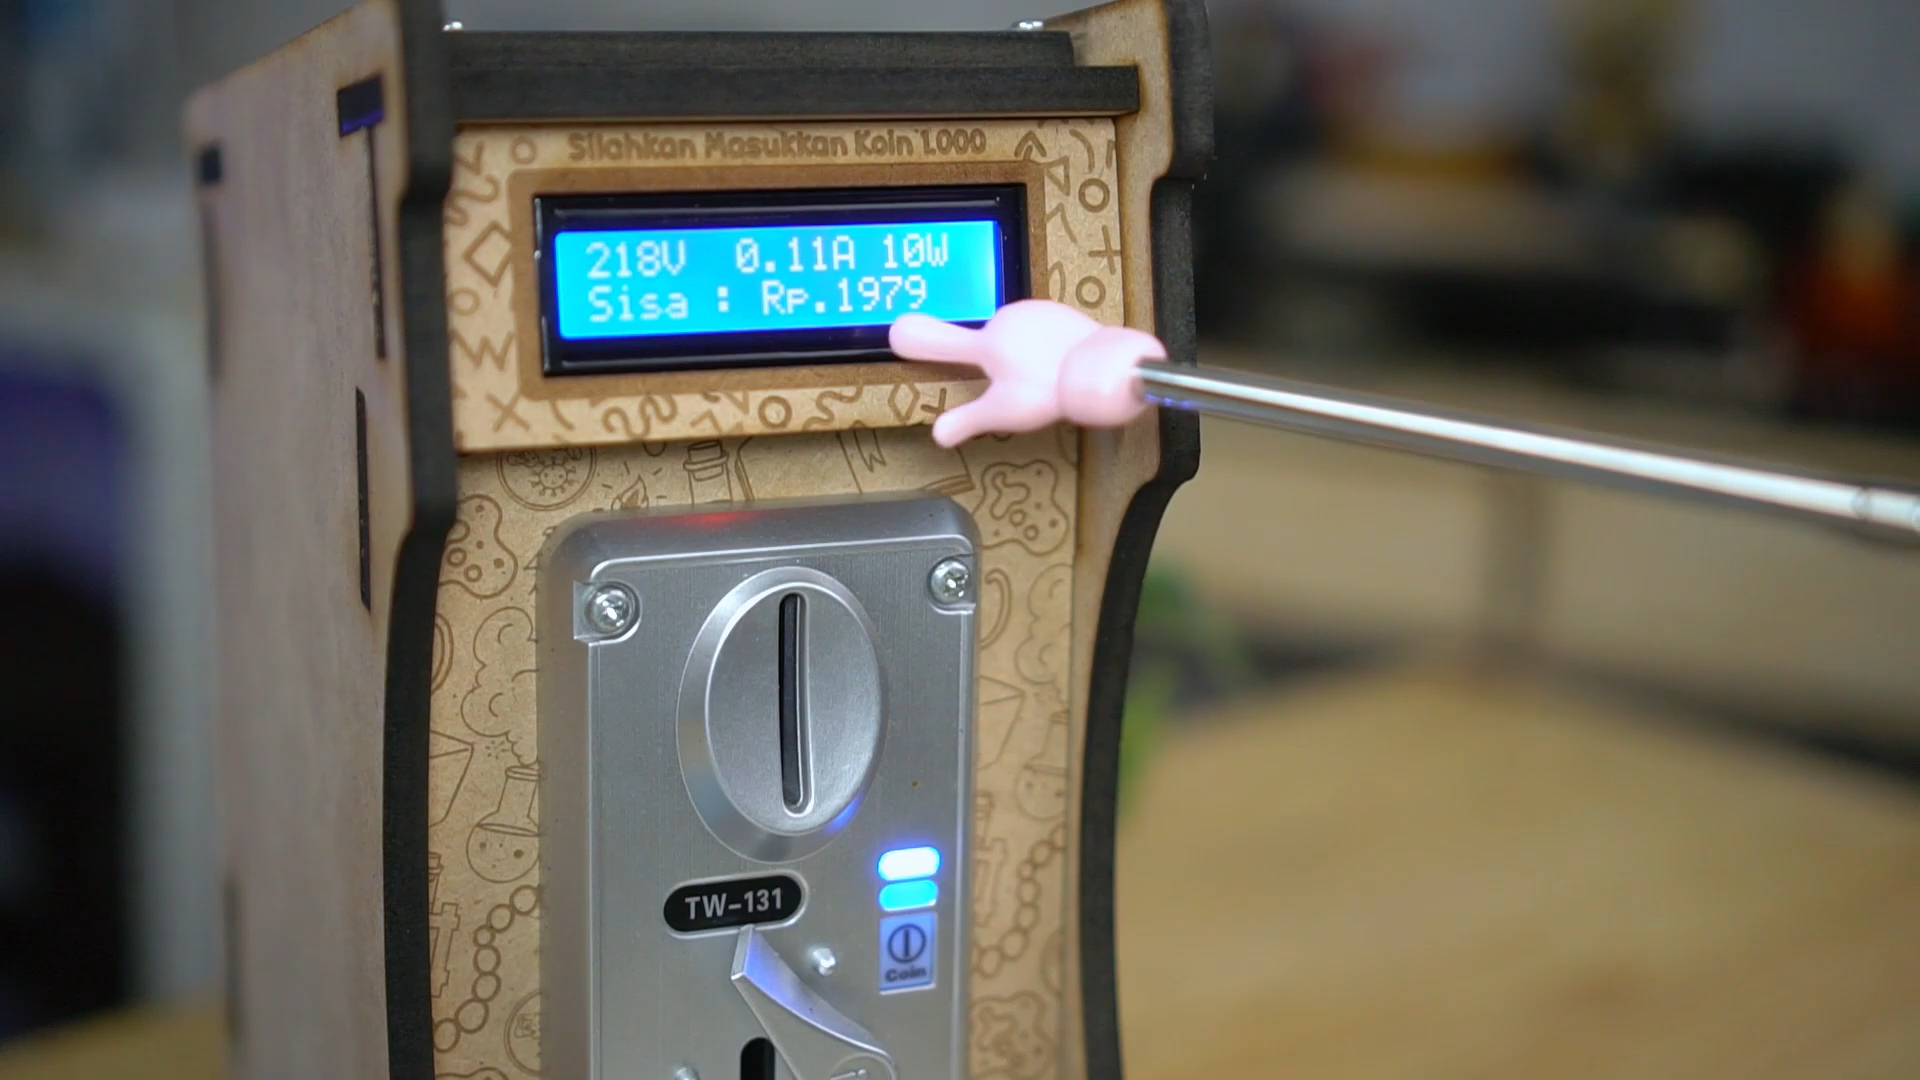 Silahkan Masukkan Koin 1.000
218V 0.11A 10W
Sisa : Rp.1979
TW-131
Coin